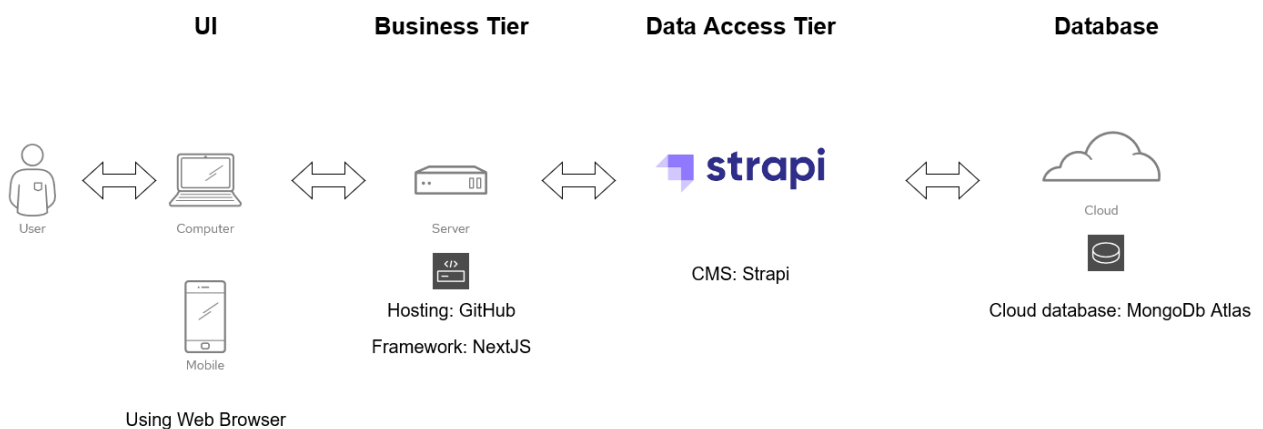 UI
Business Tier
Data Access Tier
Database
User
Computer
Mobile
Using Web Browser
Server
</>
Hosting: GitHub
Framework: NextJS
strapi
CMS: Strapi
Cloud
Cloud database: MongoDb Atlas